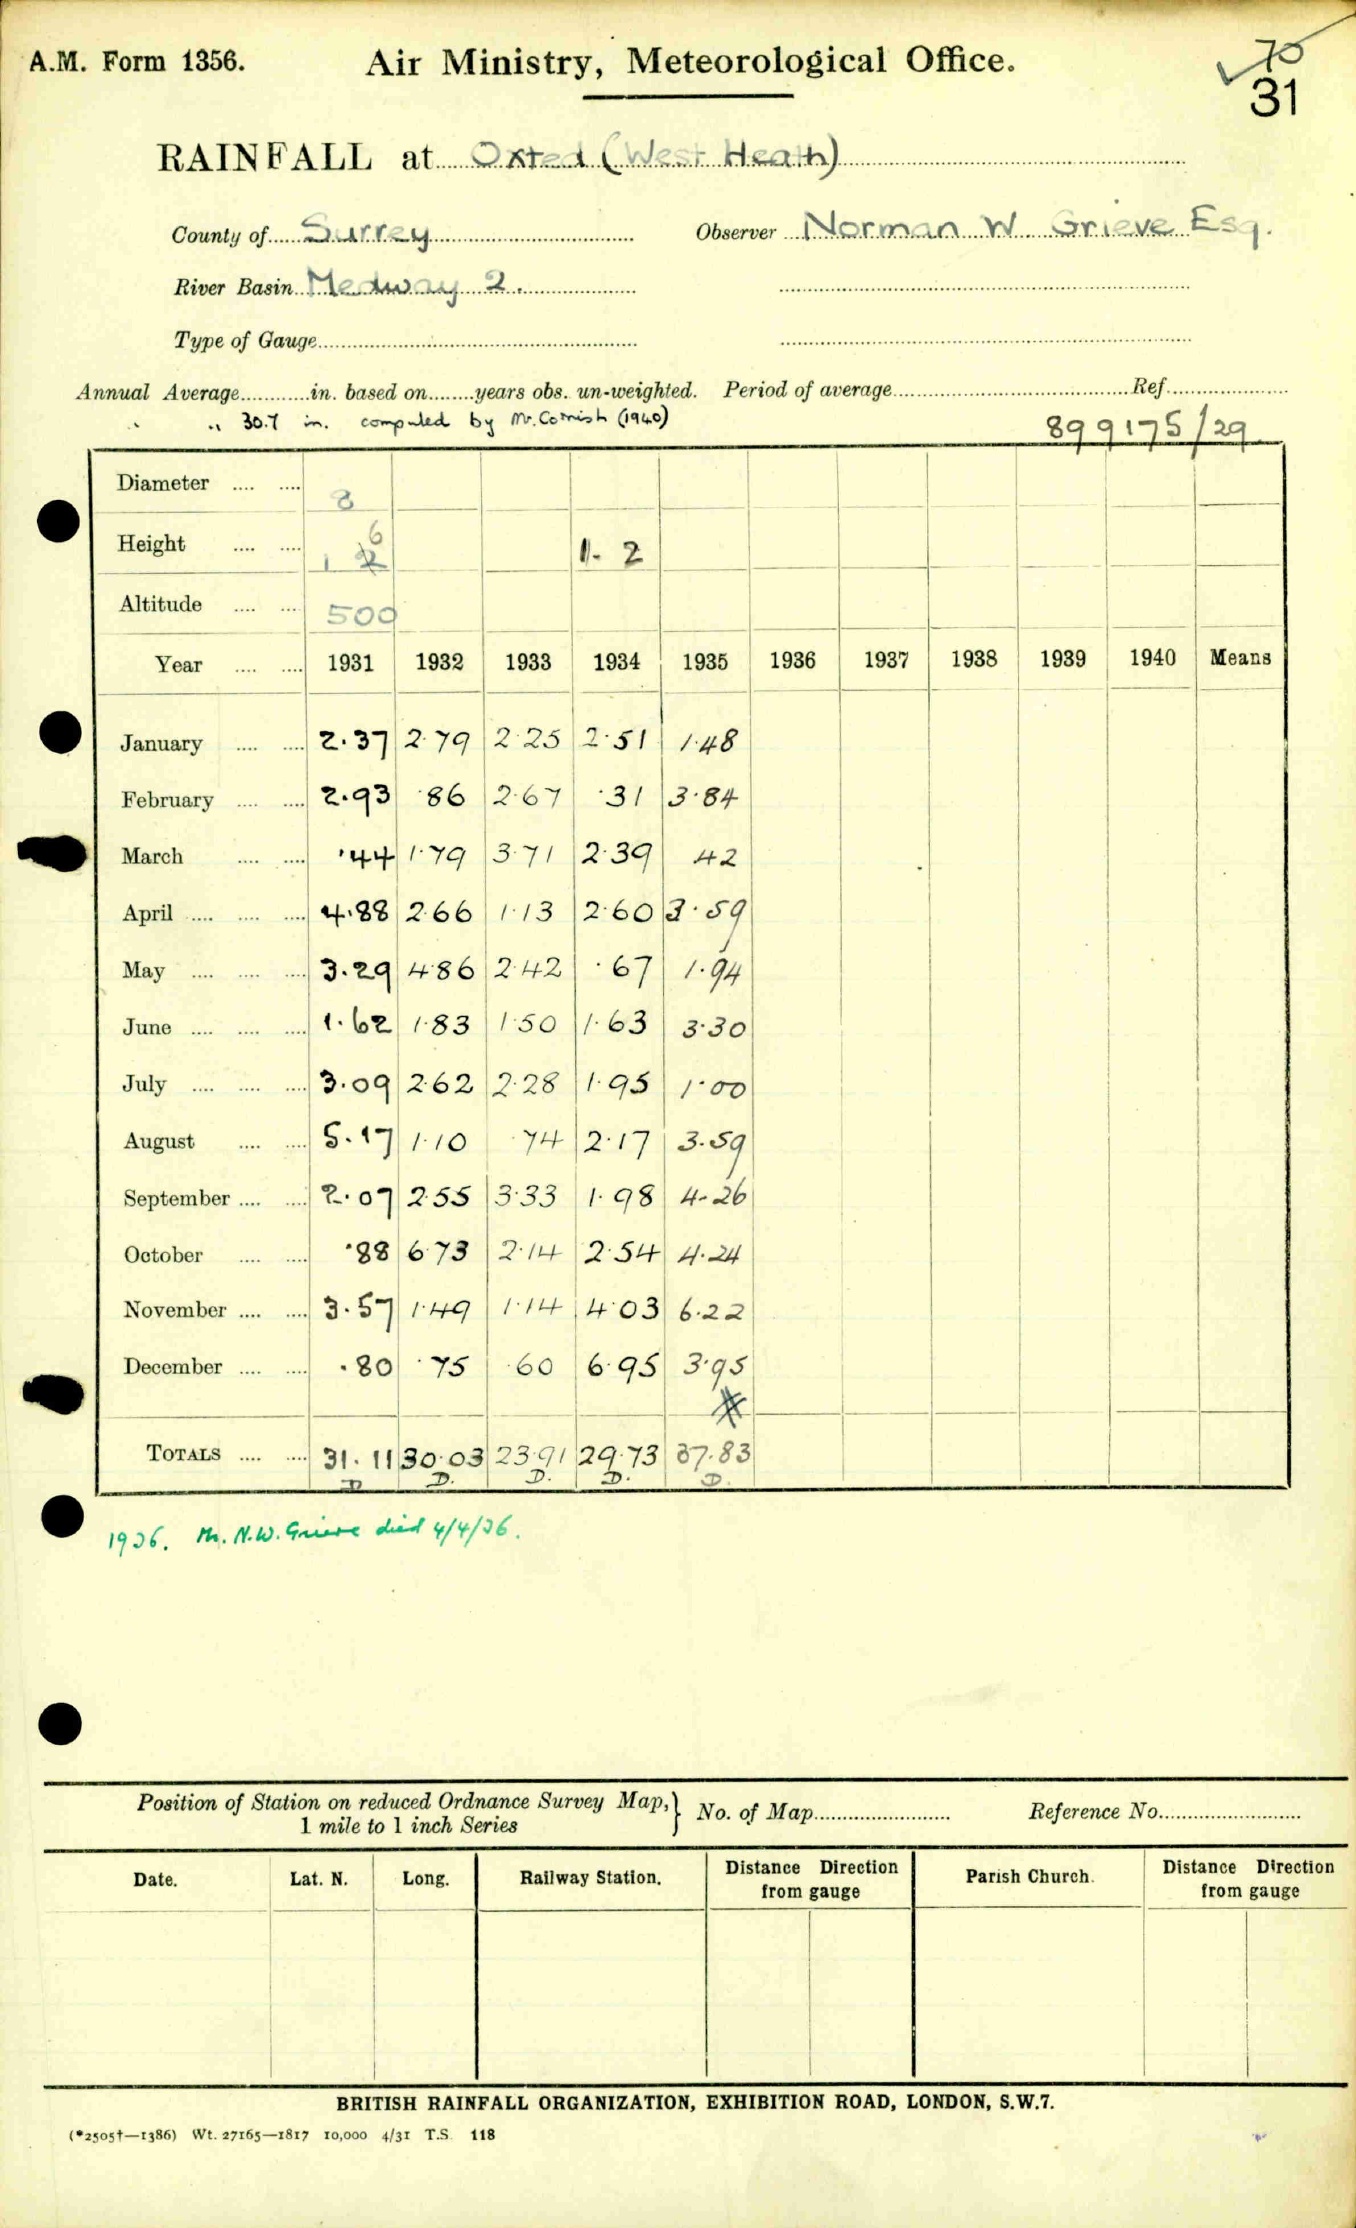 A.M. Form 1356. Air Ministry, Meteorological Office. 70
31
RAINFALL at Oxted (West Heath)
County of Surrey Observer Norman W Grieve Esq.
River Basin Medway 2.
Type of Gauge
Annual Average in. based on years obs. un-weighted. Period of average Ref.
" " 30.7 in. computed by Mr. Cornish (1940) 899175/29
Diameter 8
Height 1 6 1. 2
Altitude 500
Year 1931 1932 1933 1934 1935 1936 1937 1938 1939 1940 Means
January 2.37 2.79 2.25 2.51 1.48
February 2.93 .86 2.67 .31 3.84
March .44 1.79 3.71 2.39 42
April 4.88 2.66 1.13 2.60 3.59
May 3.29 4.86 2.42 .67 1.94
June 1.62 1.83 1.50 1.63 3.30
July 3.09 2.62 2.28 1.95 1.00
August 5.17 1.10 .74 2.17 3.59
September 2.07 2.55 3.33 1.98 4.26
October .88 6.73 2.14 2.54 4.24
November 3.57 1.49 1.14 4.03 6.22
December .80 .75 .60 6.95 3.95
TOTALS 31.11 30.03 23.91 29.73 37.83
D D. D. D. D.
1936. Mr. N.W. Grieve died 4/4/36.
Position of Station on reduced Ordnance Survey Map, } No. of Map Reference No.
1 mile to 1 inch Series
Date. Lat. N. Long. Railway Station. Distance Direction from gauge Parish Church. Distance Direction from gauge
BRITISH RAINFALL ORGANIZATION, EXHIBITION ROAD, LONDON, S.W.7.
(*2505†—1386) Wt. 27165—1817 10,000 4/31 T.S. 118